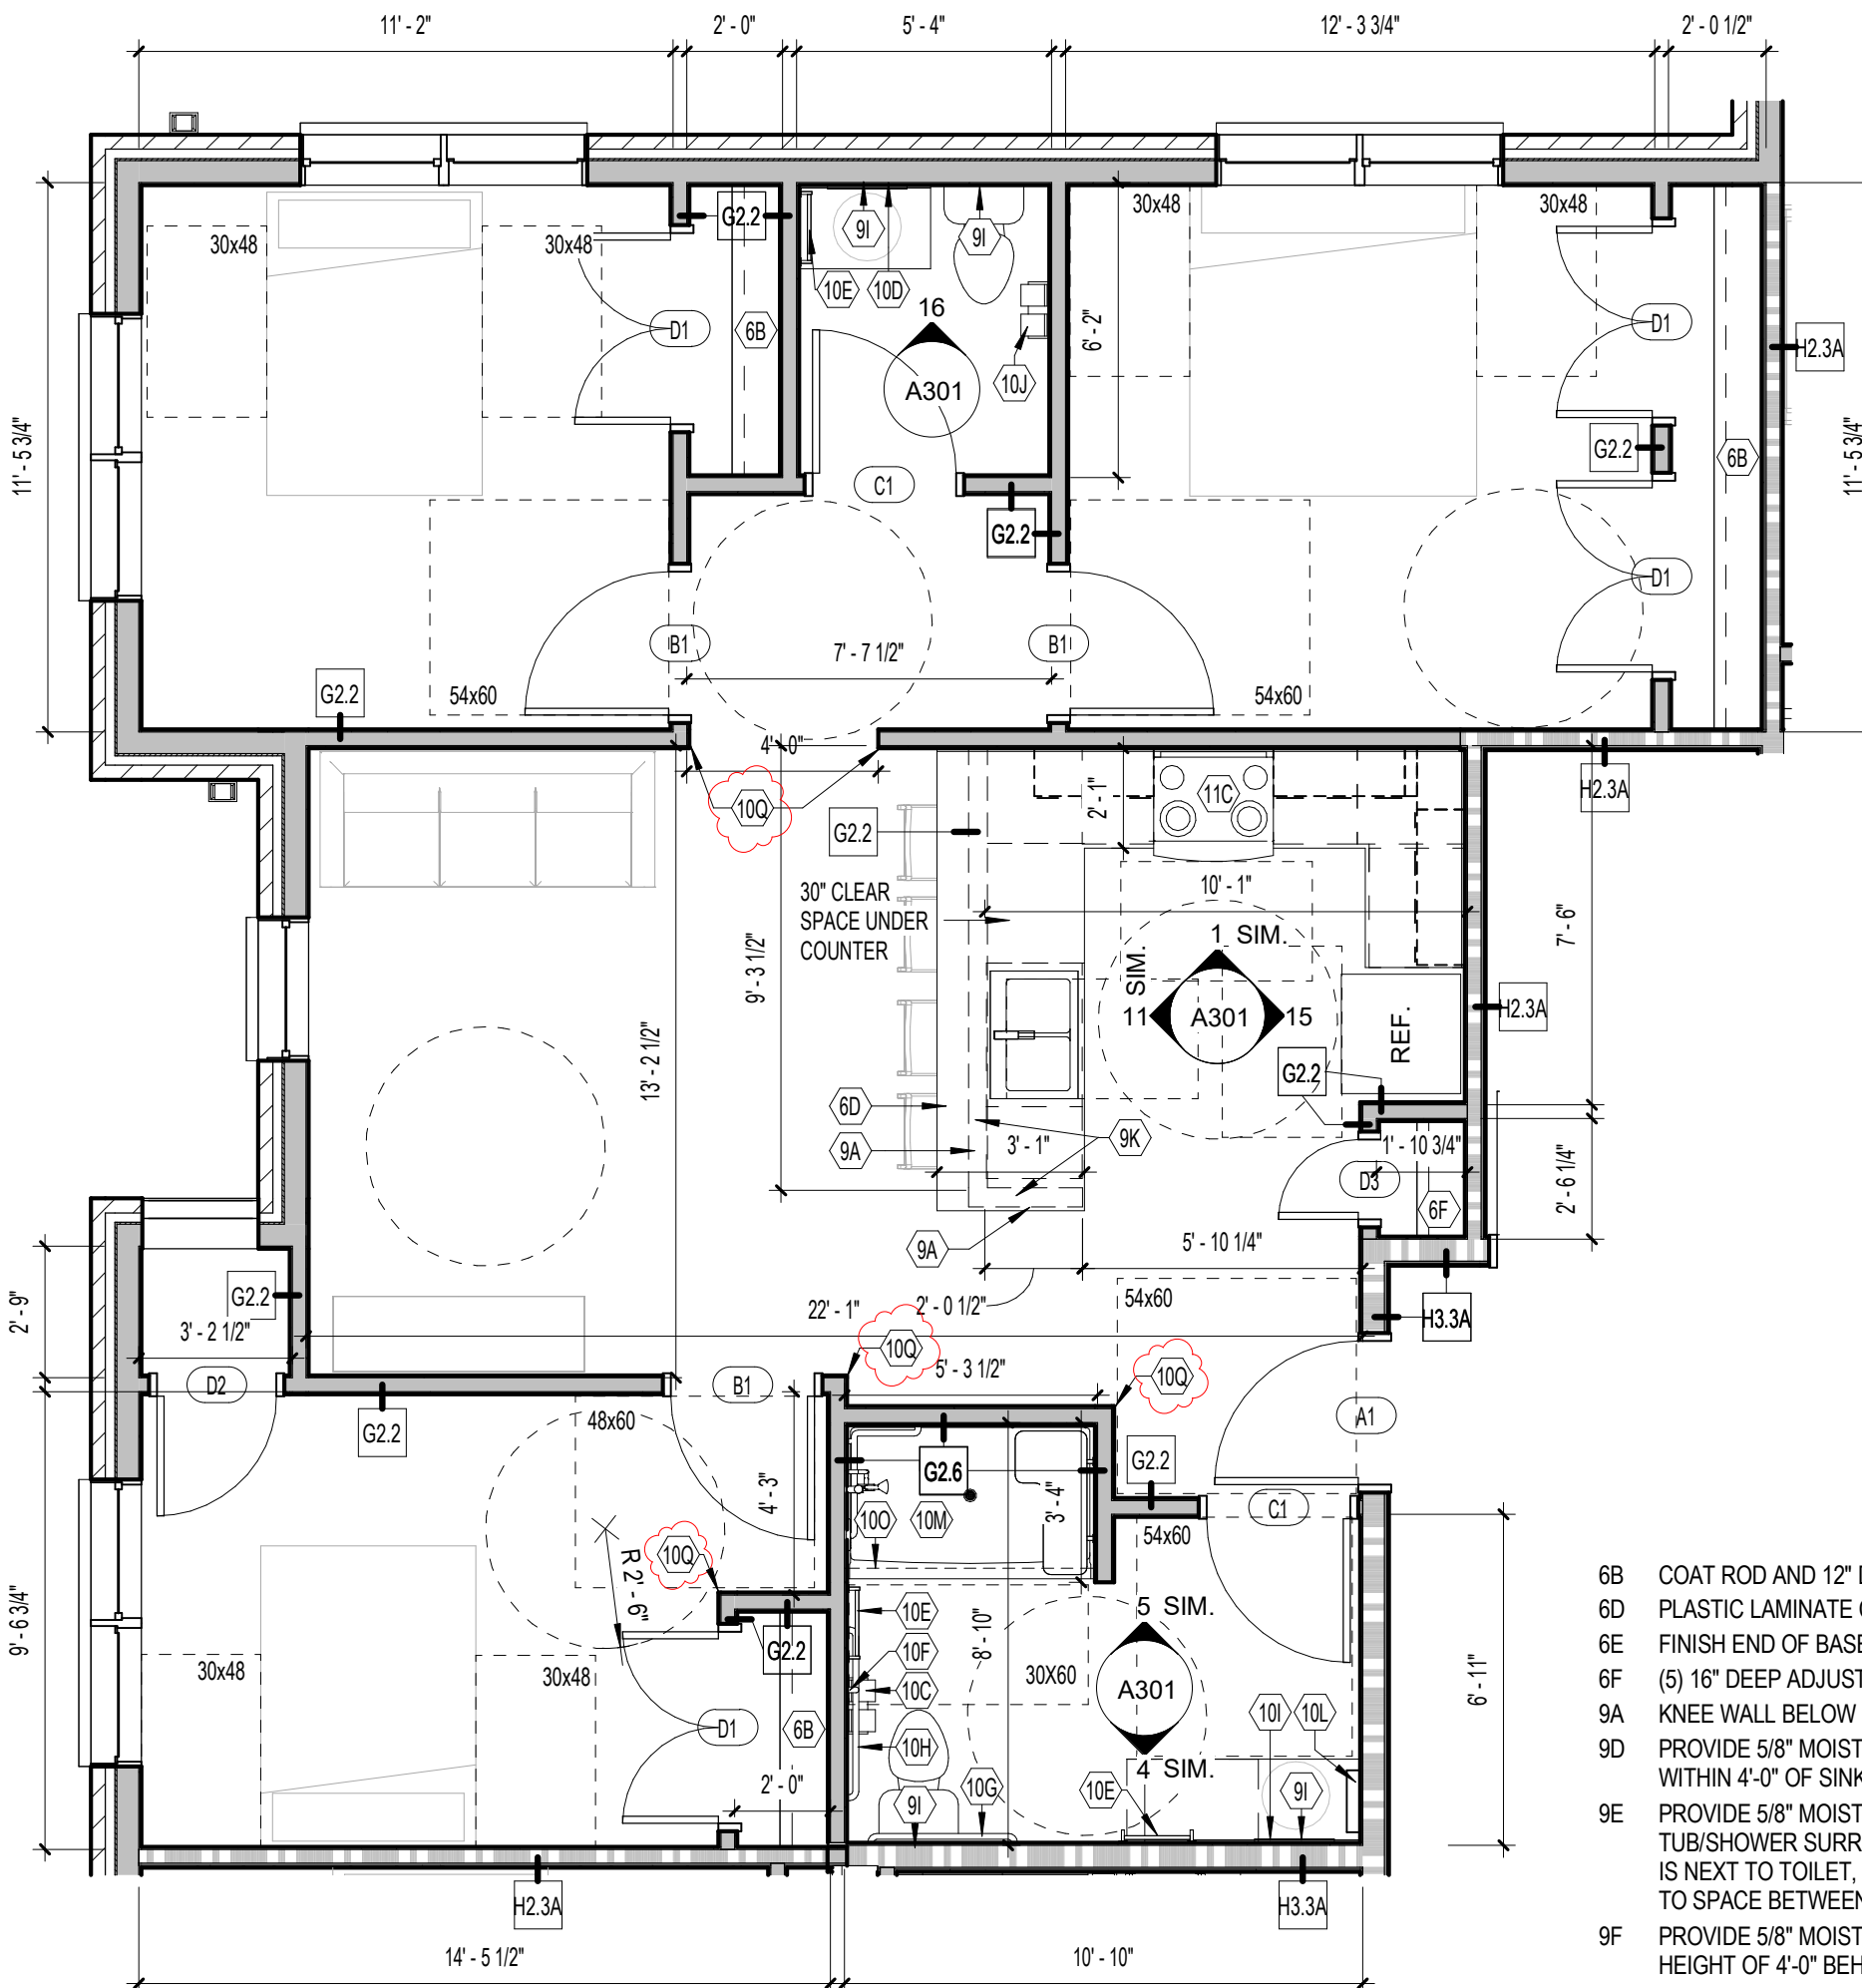 11' - 2"
2' - 0"
5' - 4"
12' - 3 3/4"
2' - 0 1/2"
30x48
30x48
G2.2
9I
9I
30x48
30x48
10E
10D
16
D1
6B
A301
10J
6' - 2"
D1
H2.3A
11' - 5 3/4"
G2.2
6B
11' - 5 3/4"
C1
G2.2
D1
B1
7' - 7 1/2"
B1
G2.2
54x60
54x60
4' - 0"
10Q
G2.2
2' - 1"
11C
H2.3A
30" CLEAR
SPACE UNDER
COUNTER
10' - 1"
7' - 6"
9' - 3 1/2"
1 SIM.
SIM.
11
A301
15
H2.3A
REF.
13' - 2 1/2"
G2.2
6D
9A
9K
3' - 1"
1' - 10 3/4"
D3
6F
2' - 6 1/4"
9A
5' - 10 1/4"
G2.2
54x60
H3.3A
2' - 9"
3' - 2 1/2"
22' - 1"
2' - 0 1/2"
10Q
5' - 3 1/2"
10Q
D2
B1
A1
G2.2
48x60
G2.6
G2.2
4' - 3"
3' - 4"
10O
10M
C1
54x60
10Q
R 2' - 6"
9' - 6 3/4"
10E
5 SIM.
G2.2
10F
8' - 10"
30x48
30x48
10C
30X60
A301
6' - 11"
D1
6B
10H
10I
10L
4 SIM.
2' - 0"
9I
10G
10E
9I
H2.3A
H3.3A
14' - 5 1/2"
10' - 10"
6B COAT ROD AND 12"
6D PLASTIC LAMINATE
6E FINISH END OF BASE
6F (5) 16" DEEP ADJUST
9A KNEE WALL BELOW
9D PROVIDE 5/8" MOIST
WITHIN 4'-0" OF SINK
9E PROVIDE 5/8" MOIST
TUB/SHOWER SURR
IS NEXT TO TOILET,
TO SPACE BETWEEN
9F PROVIDE 5/8" MOIST
HEIGHT OF 4'-0" BEH